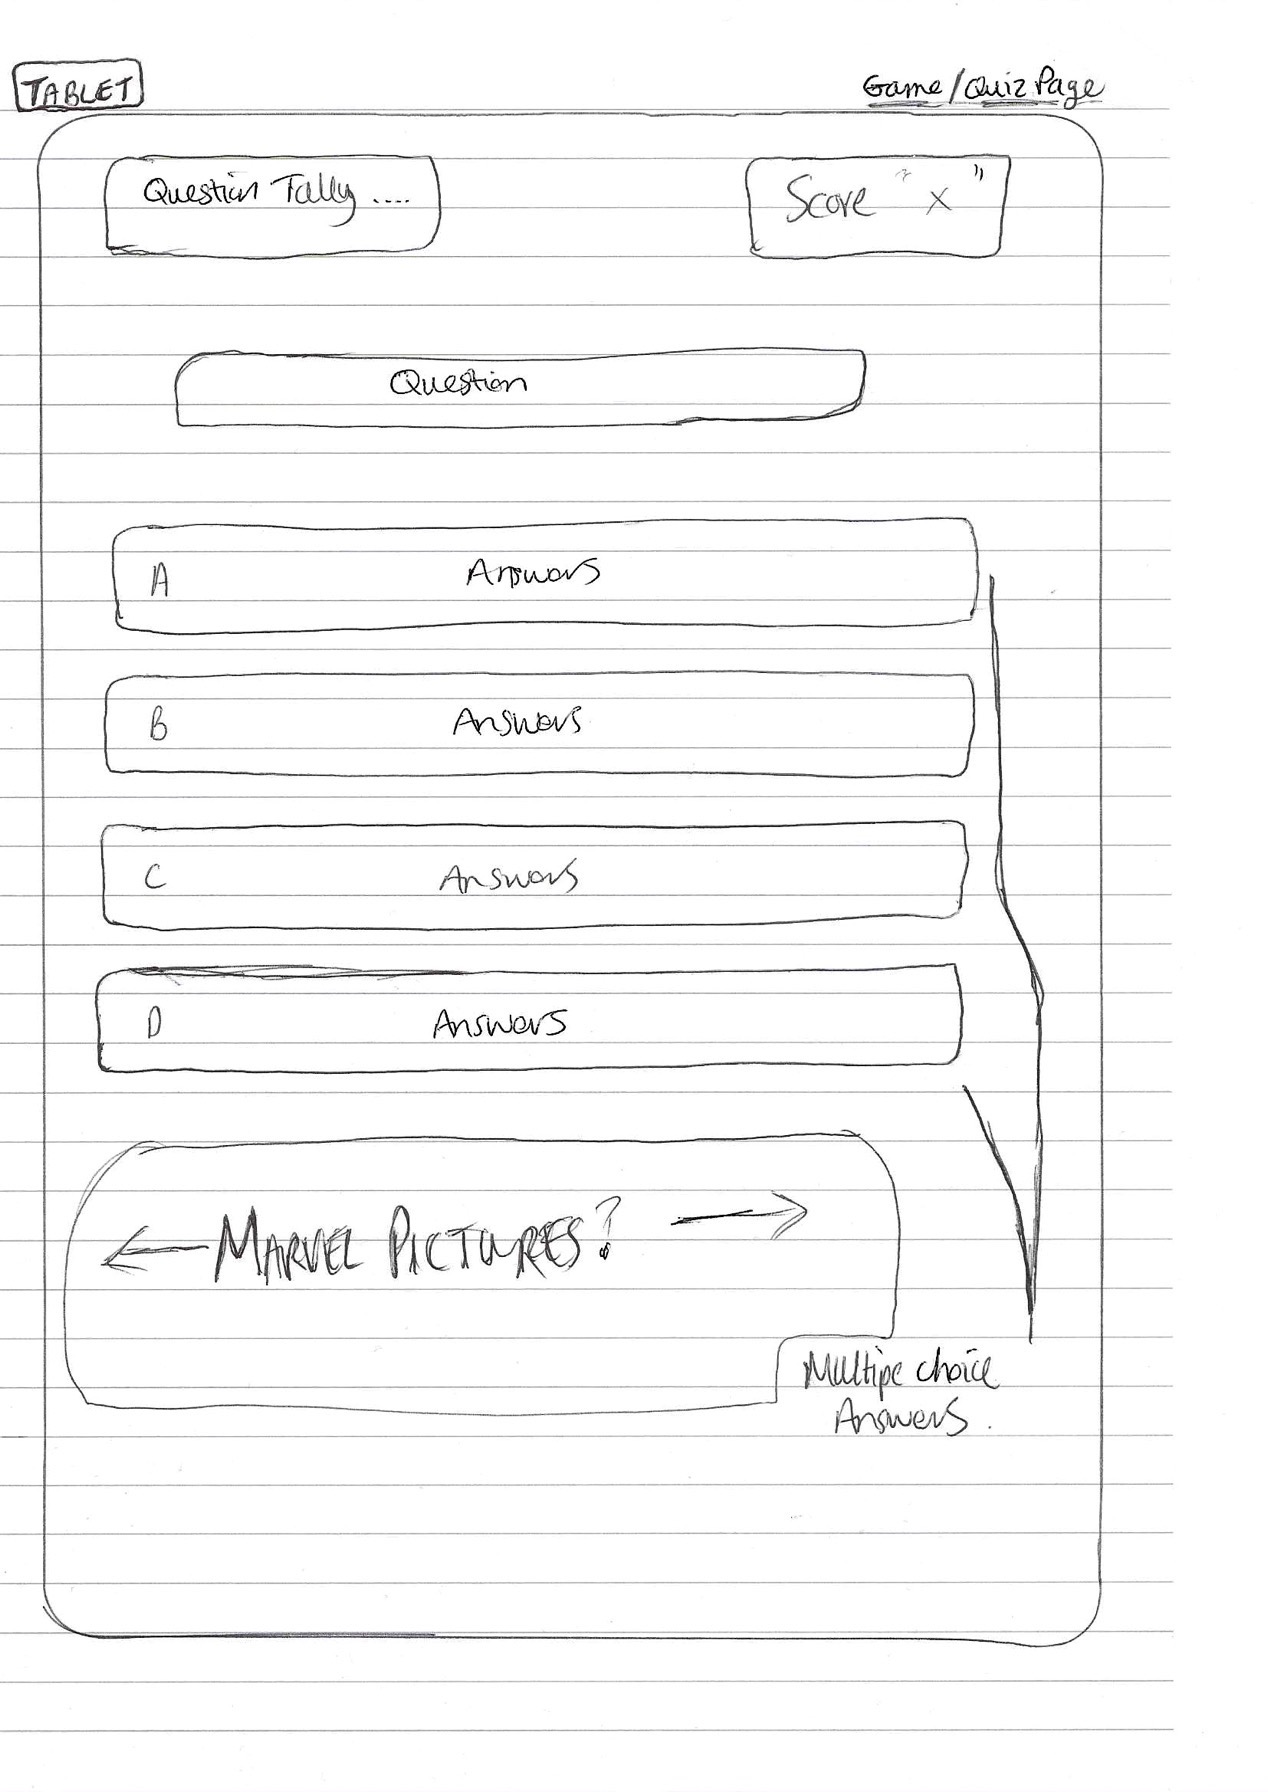 TABLET
Game/Quiz Page
Question Tally ....
Score "x"
Question
A Answers
B Answers
C Answers
D Answers
← MARVEL PICTURES? →
Multipe choice
Answers.